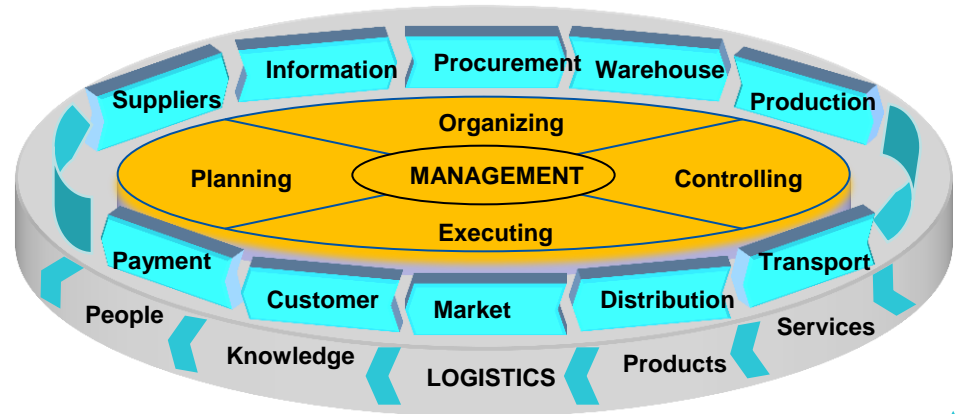 Suppliers
Information
Procurement
Warehouse
Production
Organizing
Planning
MANAGEMENT
Controlling
Executing
Payment
Customer
Market
Distribution
Transport
People
Knowledge
LOGISTICS
Products
Services